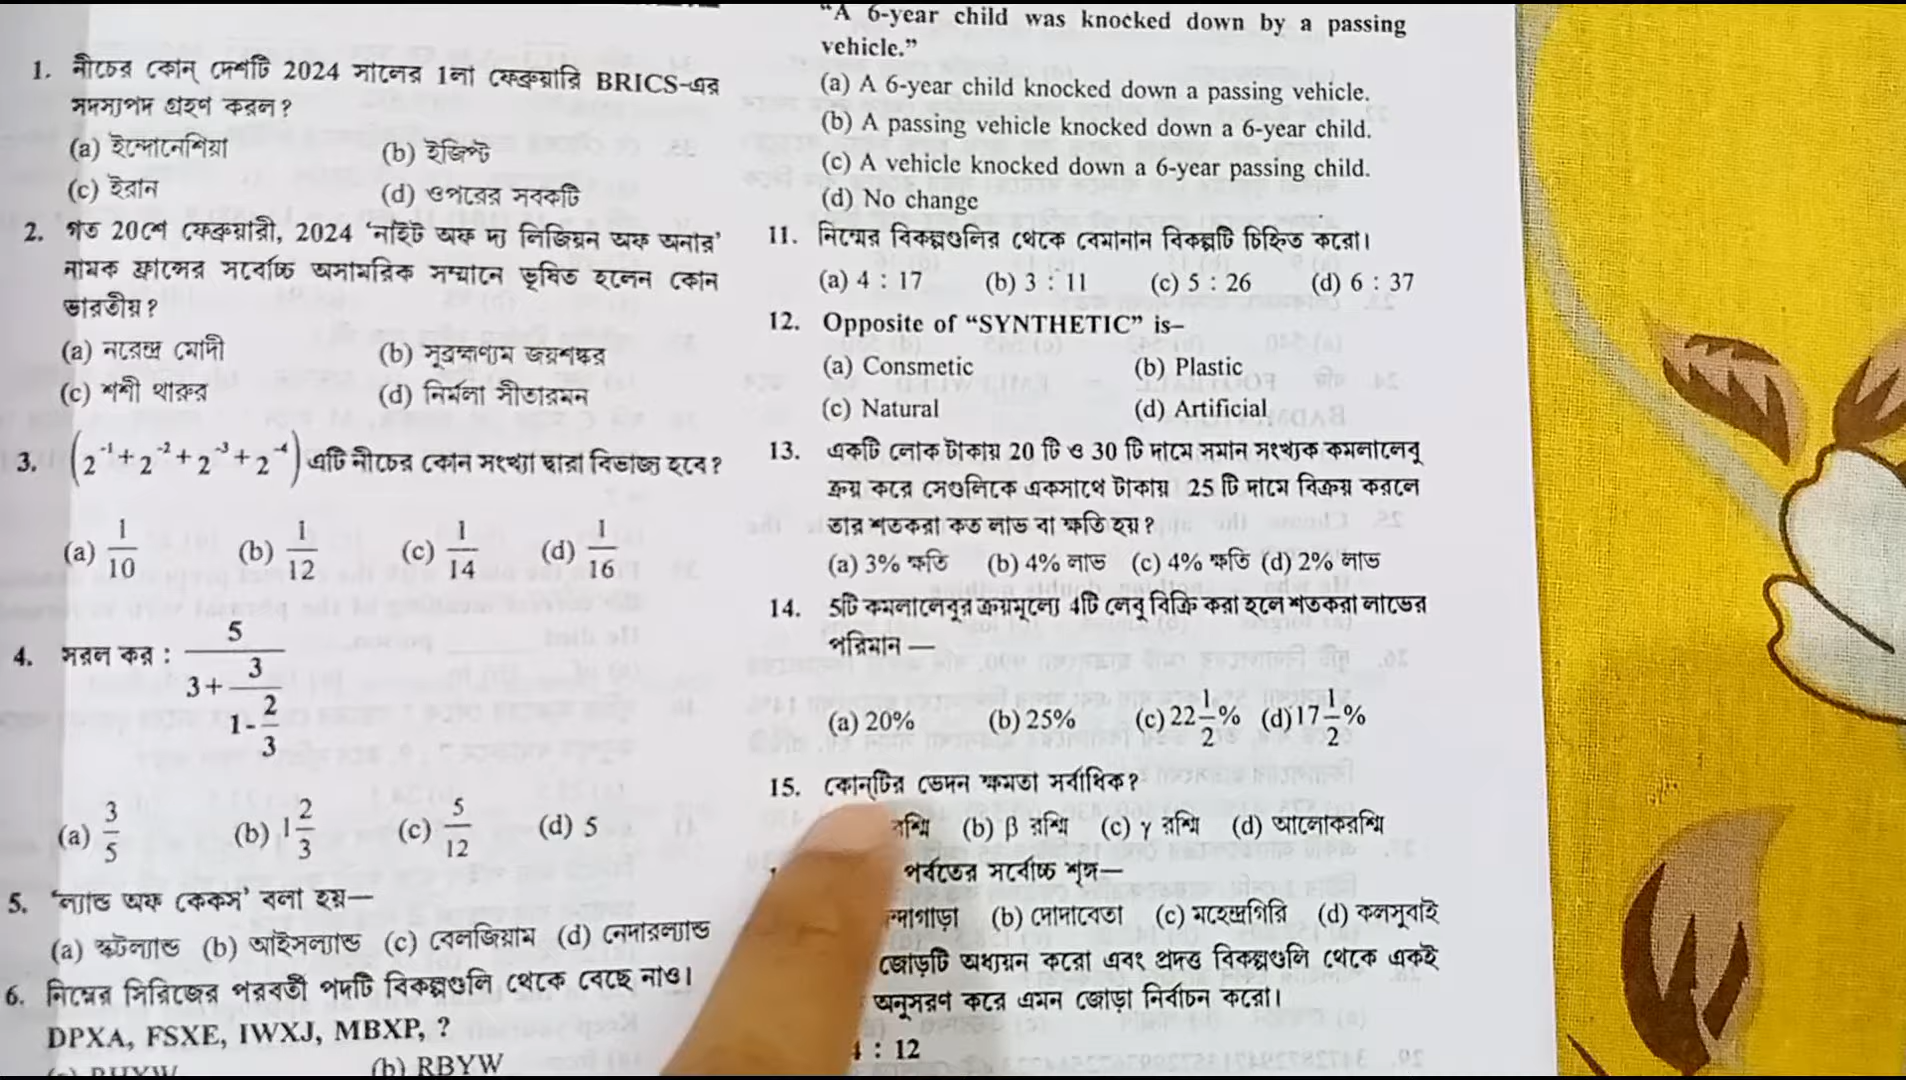 1. নীচের কোন্ দেশটি 2024 সালের 1লা ফেব্রুয়ারি BRICS-এর
সদস্যপদ গ্রহণ করল?
(a) ইন্দোনেশিয়া (b) ইজিপ্ট
(c) ইরান (d) ওপরের সবকটি
2. গত 20শে ফেব্রুয়ারী, 2024 ‘নাইট অফ দ্য লিজিয়ন অফ অনার’
নামক ফ্রান্সের সর্বোচ্চ অসামরিক সম্মানে ভূষিত হলেন কোন
ভারতীয়?
(a) নরেন্দ্র মোদী (b) সুব্রহ্মণ্যম জয়শঙ্কর
(c) শশী থারুর (d) নির্মলা সীতারমন
3. (2⁻¹ + 2⁻² + 2⁻³ + 2⁻⁴) এটি নীচের কোন সংখ্যা দ্বারা বিভাজ্য হবে?
(a) 1/10 (b) 1/12 (c) 1/14 (d) 1/16
4. সরল কর : 5/(3 + 3/(1 - 2/3))
(a) 3/5 (b) 1 2/3 (c) 5/12 (d) 5
5. ‘ল্যান্ড অফ কেকস’ বলা হয়—
(a) স্কটল্যান্ড (b) আইসল্যান্ড (c) বেলজিয়াম (d) নেদারল্যান্ড
6. নিম্নের সিরিজের পরবর্তী পদটি বিকল্পগুলি থেকে বেছে নাও।
DPXA, FSXE, IWXJ, MBXP, ?
(b) RBYW
“A 6-year child was knocked down by a passing
vehicle.”
(a) A 6-year child knocked down a passing vehicle.
(b) A passing vehicle knocked down a 6-year child.
(c) A vehicle knocked down a 6-year passing child.
(d) No change
11. নিম্নের বিকল্পগুলির থেকে বেমানান বিকল্পটি চিহ্নিত করো।
(a) 4 : 17 (b) 3 : 11 (c) 5 : 26 (d) 6 : 37
12. Opposite of “SYNTHETIC” is–
(a) Consmetic (b) Plastic
(c) Natural (d) Artificial
13. একটি লোক টাকায় 20 টি ও 30 টি দামে সমান সংখ্যক কমলালেবু
ক্রয় করে সেগুলিকে একসাথে টাকায় 25 টি দামে বিক্রয় করলে
তার শতকরা কত লাভ বা ক্ষতি হয়?
(a) 3% ক্ষতি (b) 4% লাভ (c) 4% ক্ষতি (d) 2% লাভ
14. 5টি কমলালেবুর ক্রয়মূল্যে 4টি লেবু বিক্রি করা হলে শতকরা লাভের
পরিমান —
(a) 20% (b) 25% (c) 22 1/2% (d) 17 1/2%
15. কোন্‌টির ভেদন ক্ষমতা সর্বাধিক?
রশ্মি (b) β রশ্মি (c) γ রশ্মি (d) আলোকরশ্মি
পর্বতের সর্বোচ্চ শৃঙ্গ—
(b) দোদাবেতা (c) মহেন্দ্রগিরি (d) কলসুবাই
জোড়টি অধ্যয়ন করো এবং প্রদত্ত বিকল্পগুলি থেকে একই
অনুসরণ করে এমন জোড়া নির্বাচন করো।
: 12